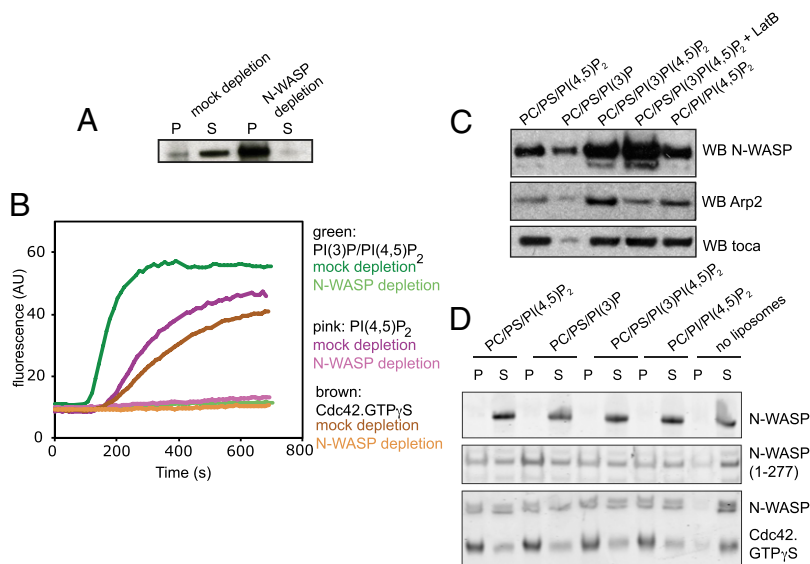 A
mock depletion
N-WASP
depletion
P S P S
B
fluorescence (AU)
60
40
20
0
0 200 400 600 800
Time (s)
green:
PI(3)P/PI(4,5)P2
mock depletion
N-WASP depletion
pink: PI(4,5)P2
mock depletion
N-WASP depletion
brown:
Cdc42.GTPγS
mock depletion
N-WASP depletion
C
PC/PS/PI(4,5)P2
PC/PS/PI(3)P
PC/PS/PI(3)PI(4,5)P2
PC/PS/PI(3)PI(4,5)P2 + LatB
PC/PI/PI(4,5)P2
WB N-WASP
WB Arp2
WB toca
D
PC/PS/PI(4,5)P2
PC/PS/PI(3)P
PC/PS/PI(3)PI(4,5)P2
PC/PI/PI(4,5)P2
no liposomes
P S P S P S P S P S
N-WASP
N-WASP
(1-277)
N-WASP
Cdc42.
GTPγS